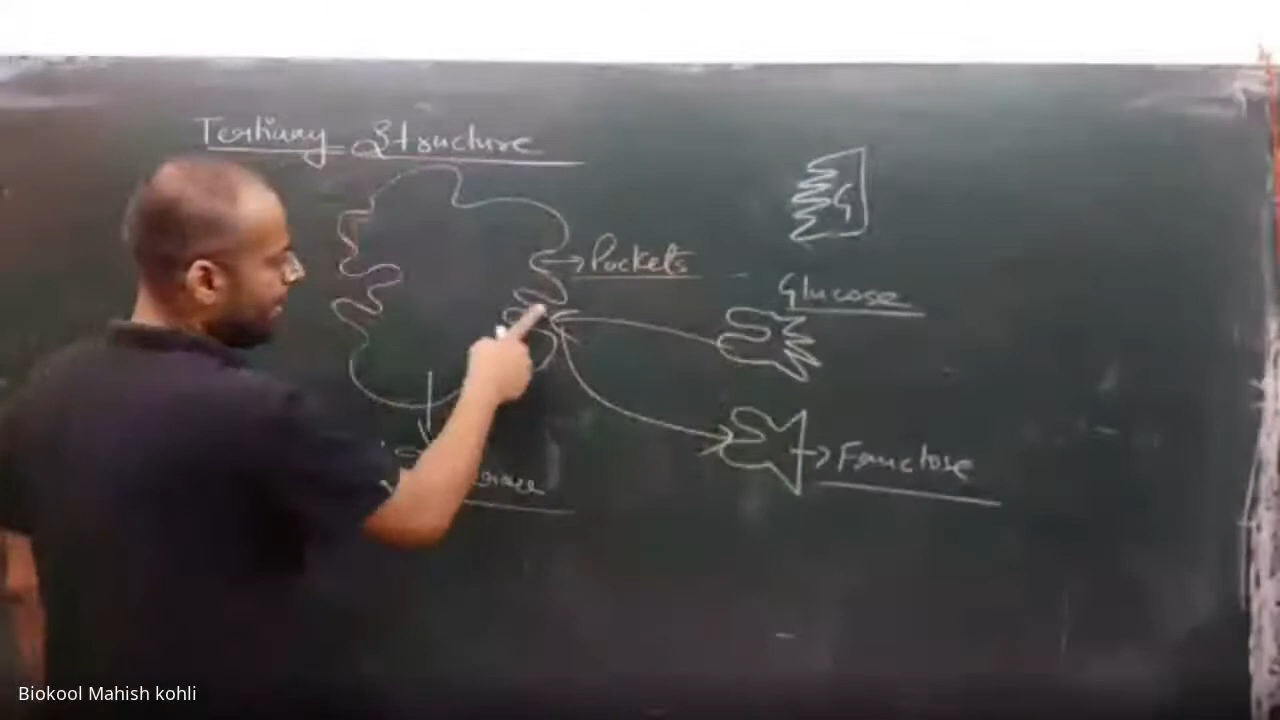 Tertiary Structure
Pockets
Glucose
G
Fructose
Biokool Mahish kohli